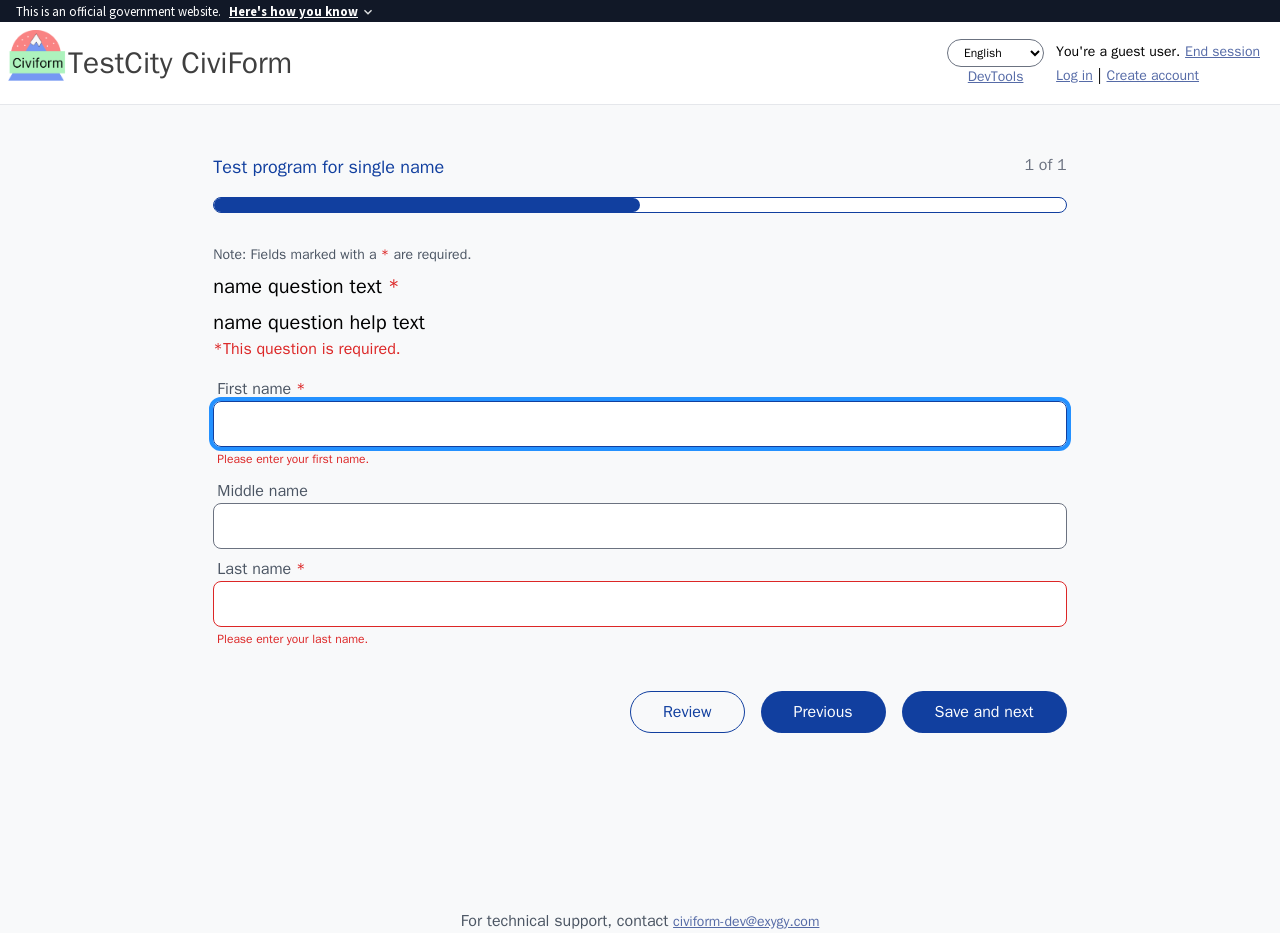 This is an official government website. Here's how you know
Civiform
TestCity CiviForm
English
DevTools
You're a guest user. End session
Log in | Create account
Test program for single name
1 of 1
Note: Fields marked with a * are required.
name question text *
name question help text
*This question is required.
First name *
Please enter your first name.
Middle name
Last name *
Please enter your last name.
Review
Previous
Save and next
For technical support, contact civiform-dev@exygy.com